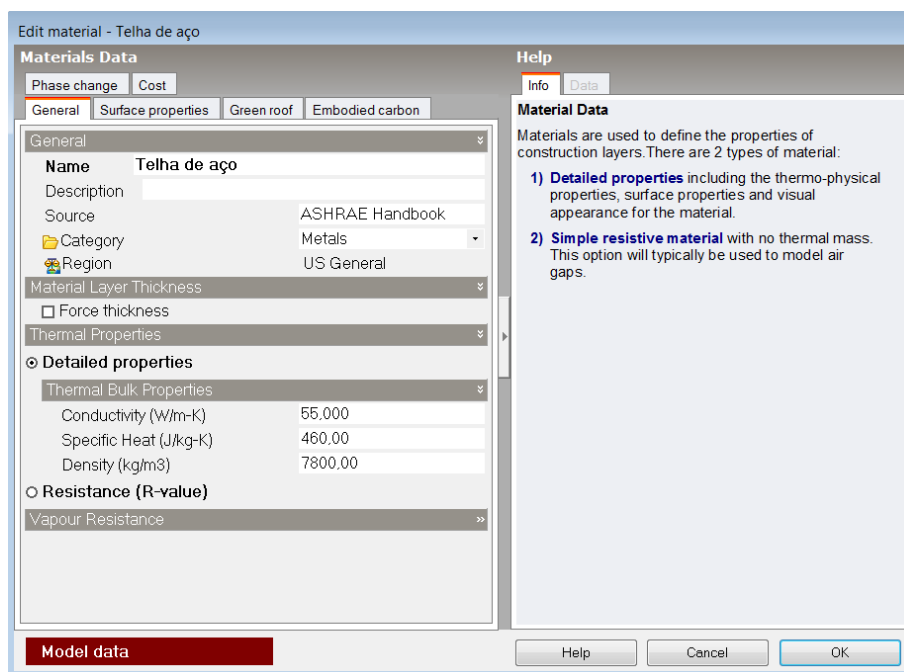 Edit material - Telha de aço
Materials Data
Phase change Cost
General Surface properties Green roof Embodied carbon
General
Name Telha de aço
Description
Source ASHRAE Handbook
Category Metals
Region US General
Material Layer Thickness
Force thickness
Thermal Properties
Detailed properties
Thermal Bulk Properties
Conductivity (W/m-K) 55,000
Specific Heat (J/kg-K) 460,00
Density (kg/m3) 7800,00
Resistance (R-value)
Vapour Resistance
Model data
Help
Info Data
Material Data
Materials are used to define the properties of
construction layers.There are 2 types of material:
1) Detailed properties including the thermo-physical
properties, surface properties and visual
appearance for the material.
2) Simple resistive material with no thermal mass.
This option will typically be used to model air
gaps.
Help Cancel OK